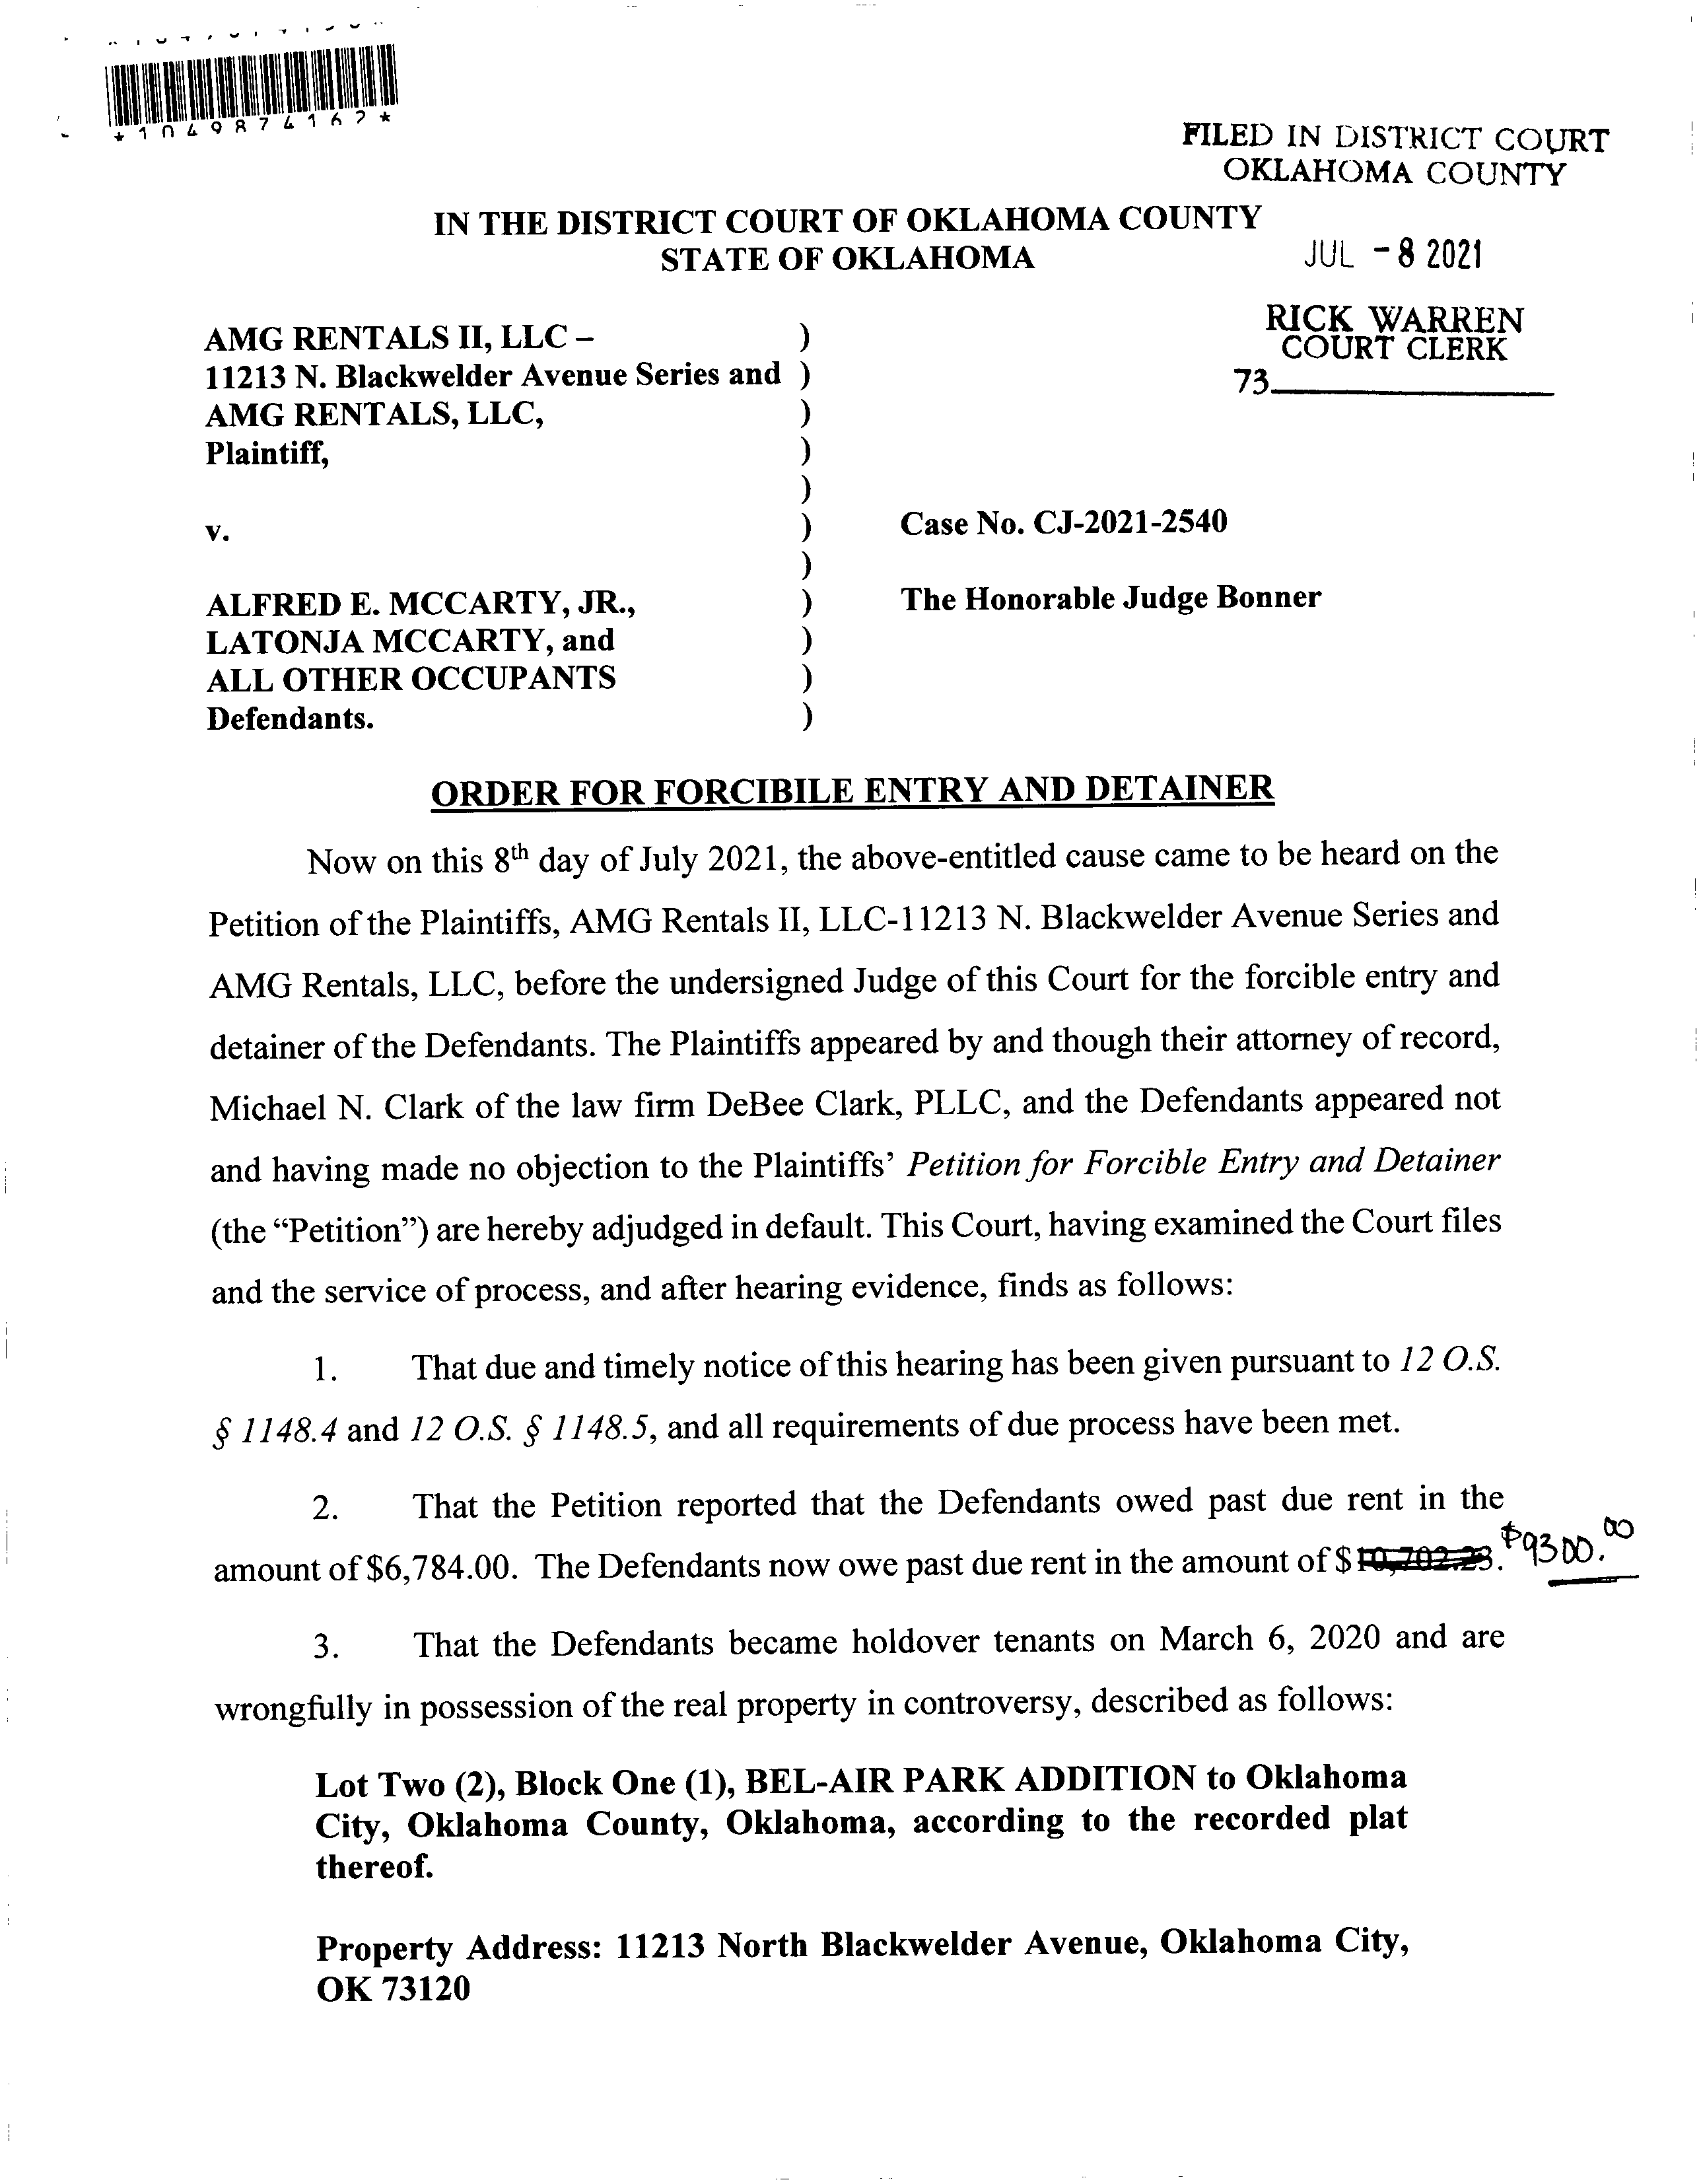 *1049874162*
FILED IN DISTRICT COURT
OKLAHOMA COUNTY
IN THE DISTRICT COURT OF OKLAHOMA COUNTY
STATE OF OKLAHOMA
JUL - 8 2021
RICK WARREN
COURT CLERK
73
AMG RENTALS II, LLC – )
11213 N. Blackwelder Avenue Series and )
AMG RENTALS, LLC, )
Plaintiff, )
)
v. ) Case No. CJ-2021-2540
)
ALFRED E. MCCARTY, JR., ) The Honorable Judge Bonner
LATONJA MCCARTY, and )
ALL OTHER OCCUPANTS )
Defendants. )
ORDER FOR FORCIBILE ENTRY AND DETAINER
Now on this 8th day of July 2021, the above-entitled cause came to be heard on the
Petition of the Plaintiffs, AMG Rentals II, LLC-11213 N. Blackwelder Avenue Series and
AMG Rentals, LLC, before the undersigned Judge of this Court for the forcible entry and
detainer of the Defendants. The Plaintiffs appeared by and though their attorney of record,
Michael N. Clark of the law firm DeBee Clark, PLLC, and the Defendants appeared not
and having made no objection to the Plaintiffs’ Petition for Forcible Entry and Detainer
(the “Petition”) are hereby adjudged in default. This Court, having examined the Court files
and the service of process, and after hearing evidence, finds as follows:
1. That due and timely notice of this hearing has been given pursuant to 12 O.S.
§ 1148.4 and 12 O.S. § 1148.5, and all requirements of due process have been met.
2. That the Petition reported that the Defendants owed past due rent in the
amount of $6,784.00. The Defendants now owe past due rent in the amount of $10,702.23. $9300.00
3. That the Defendants became holdover tenants on March 6, 2020 and are
wrongfully in possession of the real property in controversy, described as follows:
Lot Two (2), Block One (1), BEL-AIR PARK ADDITION to Oklahoma
City, Oklahoma County, Oklahoma, according to the recorded plat
thereof.
Property Address: 11213 North Blackwelder Avenue, Oklahoma City,
OK 73120